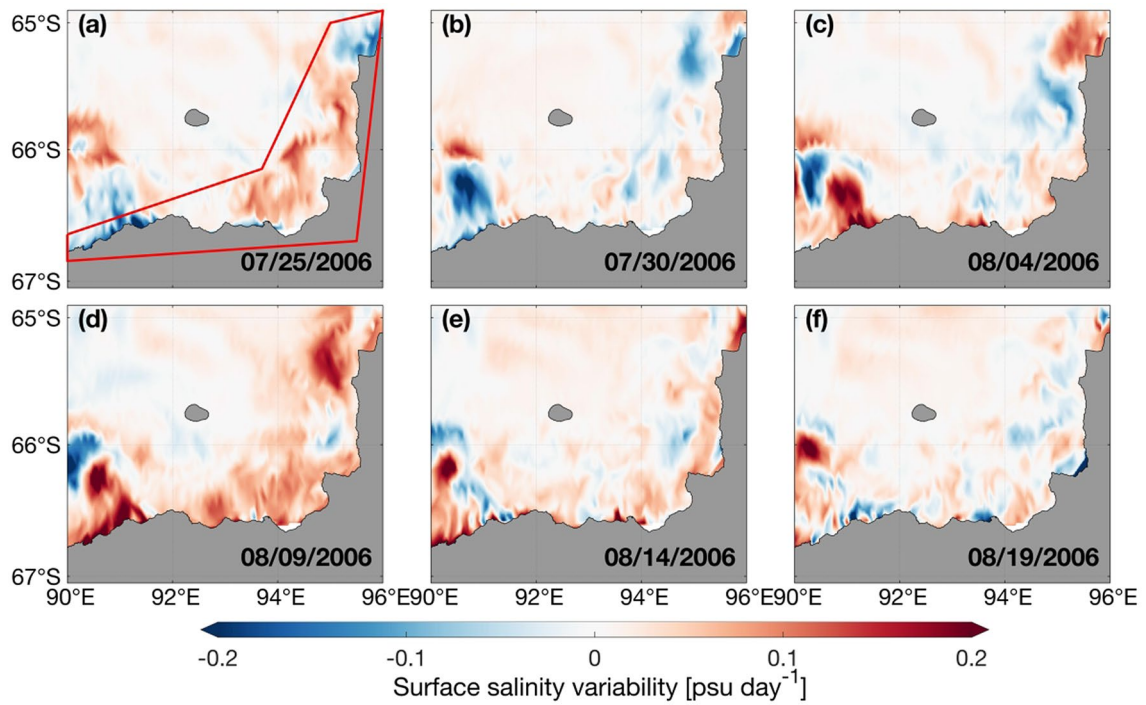 65°S
(a)
(b)
(c)
66°S
67°S
07/25/2006
07/30/2006
08/04/2006
65°S
(d)
(e)
(f)
66°S
67°S
08/09/2006
08/14/2006
08/19/2006
90°E 92°E 94°E 96°E90°E 92°E 94°E 96°E90°E 92°E 94°E 96°E
-0.2 -0.1 0 0.1 0.2
Surface salinity variability [psu day⁻¹]